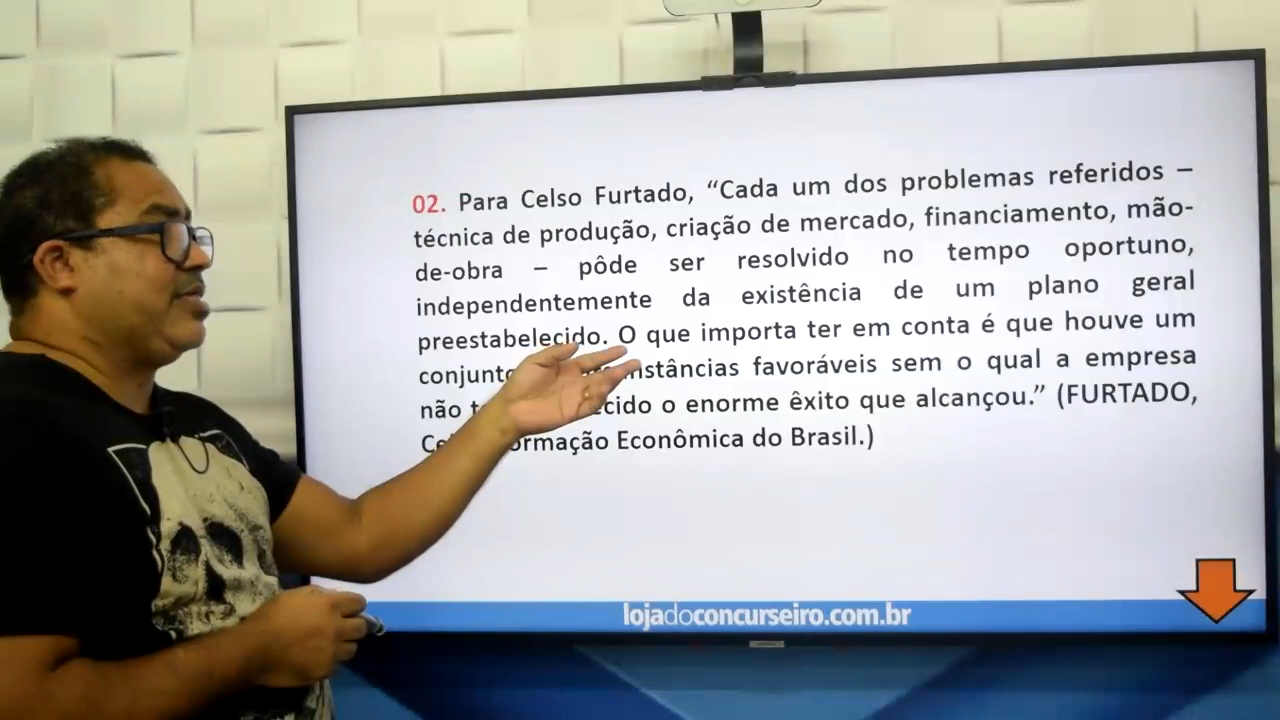 02. Para Celso Furtado, “Cada um dos problemas referidos –
técnica de produção, criação de mercado, financiamento, mão-
de-obra – pôde ser resolvido no tempo oportuno,
independentemente da existência de um plano geral
preestabelecido. O que importa ter em conta é que houve um
conjunto favoráveis sem o qual a empresa
não o enorme êxito que alcançou.” (FURTADO,
Econômica do Brasil.)
lojadoconcurseiro.com.br